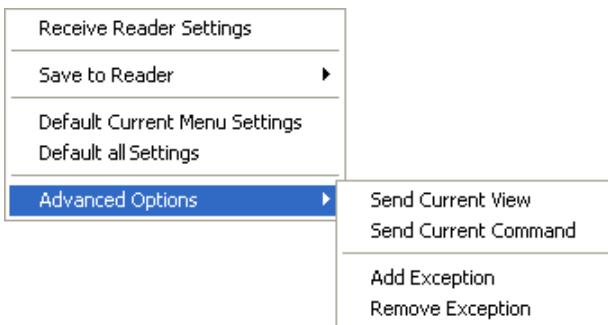 Receive Reader Settings
Save to Reader
Default Current Menu Settings
Default all Settings
Advanced Options
Send Current View
Send Current Command
Add Exception
Remove Exception